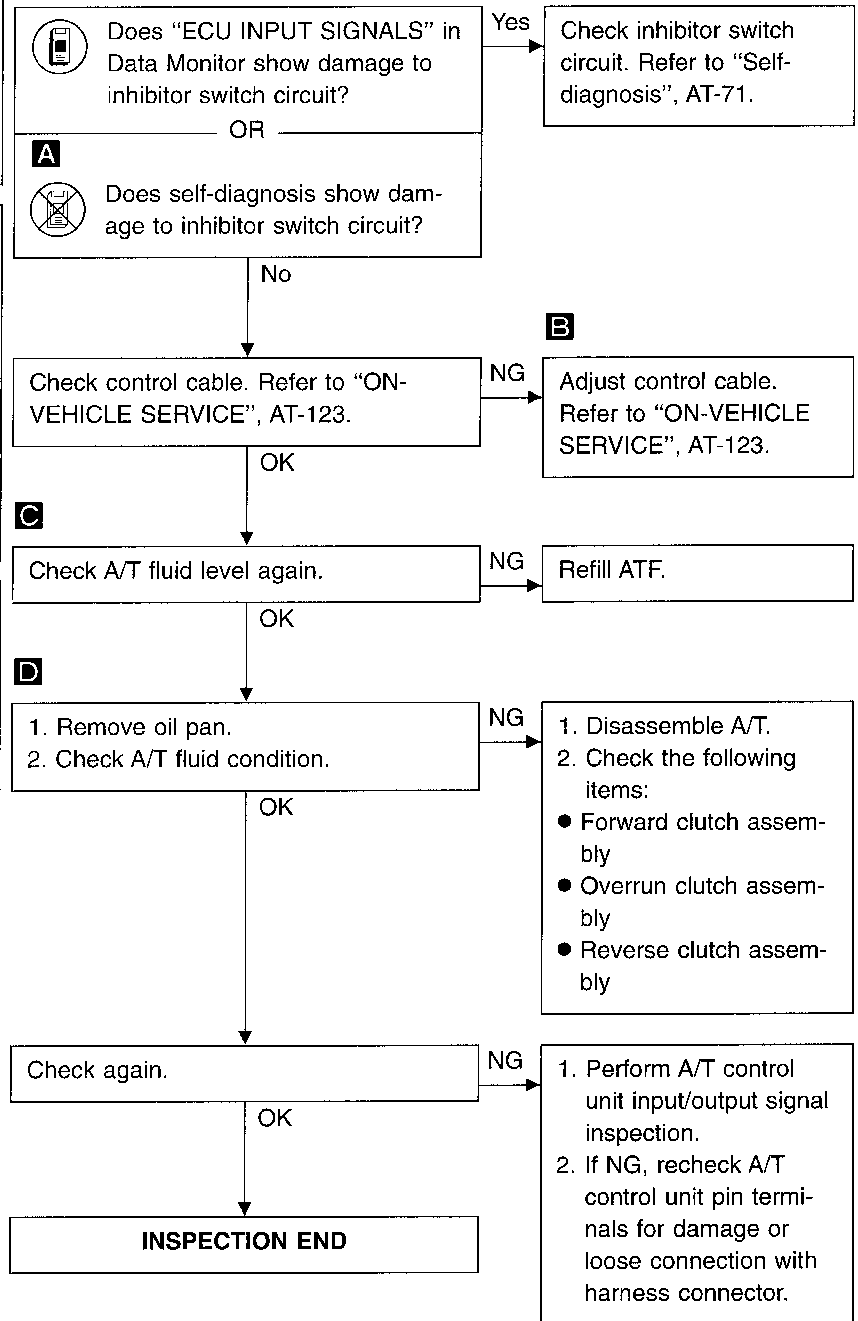 Does “ECU INPUT SIGNALS” in
Data Monitor show damage to
inhibitor switch circuit?
Yes
Check inhibitor switch
circuit. Refer to “Self-
diagnosis”, AT-71.
OR
A
Does self-diagnosis show dam-
age to inhibitor switch circuit?
No
B
Check control cable. Refer to “ON-
VEHICLE SERVICE”, AT-123.
NG
Adjust control cable.
Refer to “ON-VEHICLE
SERVICE”, AT-123.
OK
C
Check A/T fluid level again.
NG
Refill ATF.
OK
D
1. Remove oil pan.
2. Check A/T fluid condition.
NG
1. Disassemble A/T.
2. Check the following
items:
● Forward clutch assem-
bly
● Overrun clutch assem-
bly
● Reverse clutch assem-
bly
OK
Check again.
NG
1. Perform A/T control
unit input/output signal
inspection.
2. If NG, recheck A/T
control unit pin termi-
nals for damage or
loose connection with
harness connector.
OK
INSPECTION END